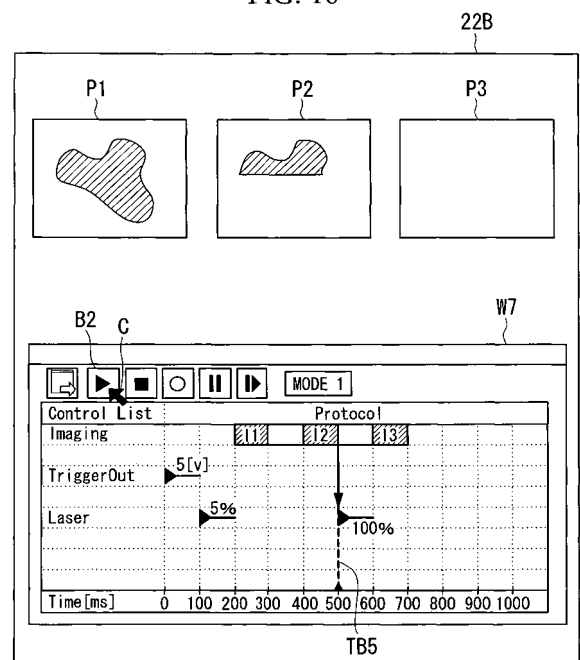 FIG. 10
22B
P1 P2 P3
W7
B2 C
MODE 1
Control List Protocol
Imaging I1 I2 I3
TriggerOut 5[v]
Laser 5% 100%
Time[ms] 0 100 200 300 400 500 600 700 800 900 1000
TB5